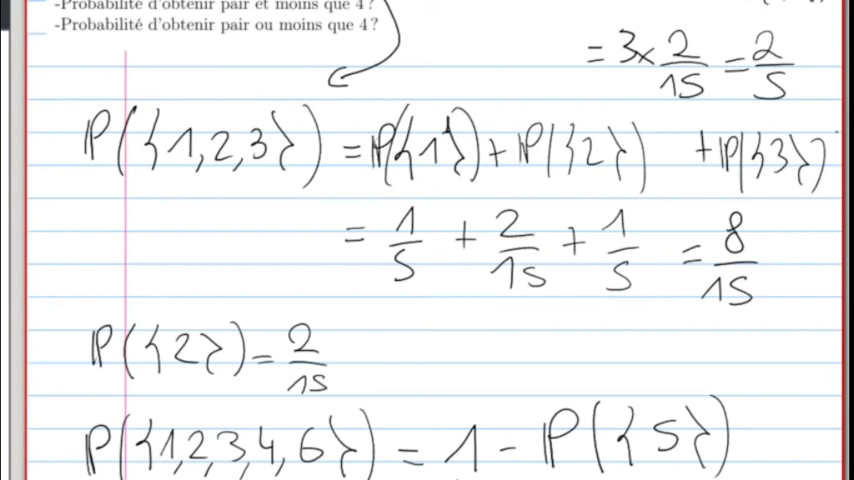 -Probabilité d'obtenir pair et moins que 4 ?
-Probabilité d'obtenir pair ou moins que 4 ?
= 3x 2/15 = 2/5
P({1,2,3}) = P({1}) + P({2}) + P({3})
= 1/5 + 2/15 + 1/5 = 8/15
P({2}) = 2/15
P({1,2,3,4,6}) = 1 - P({5})